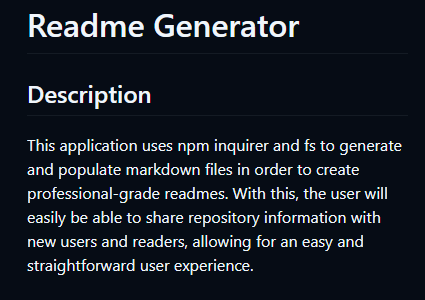 Readme Generator
Description
This application uses npm inquirer and fs to generate
and populate markdown files in order to create
professional-grade readmes. With this, the user will
easily be able to share repository information with
new users and readers, allowing for an easy and
straightforward user experience.